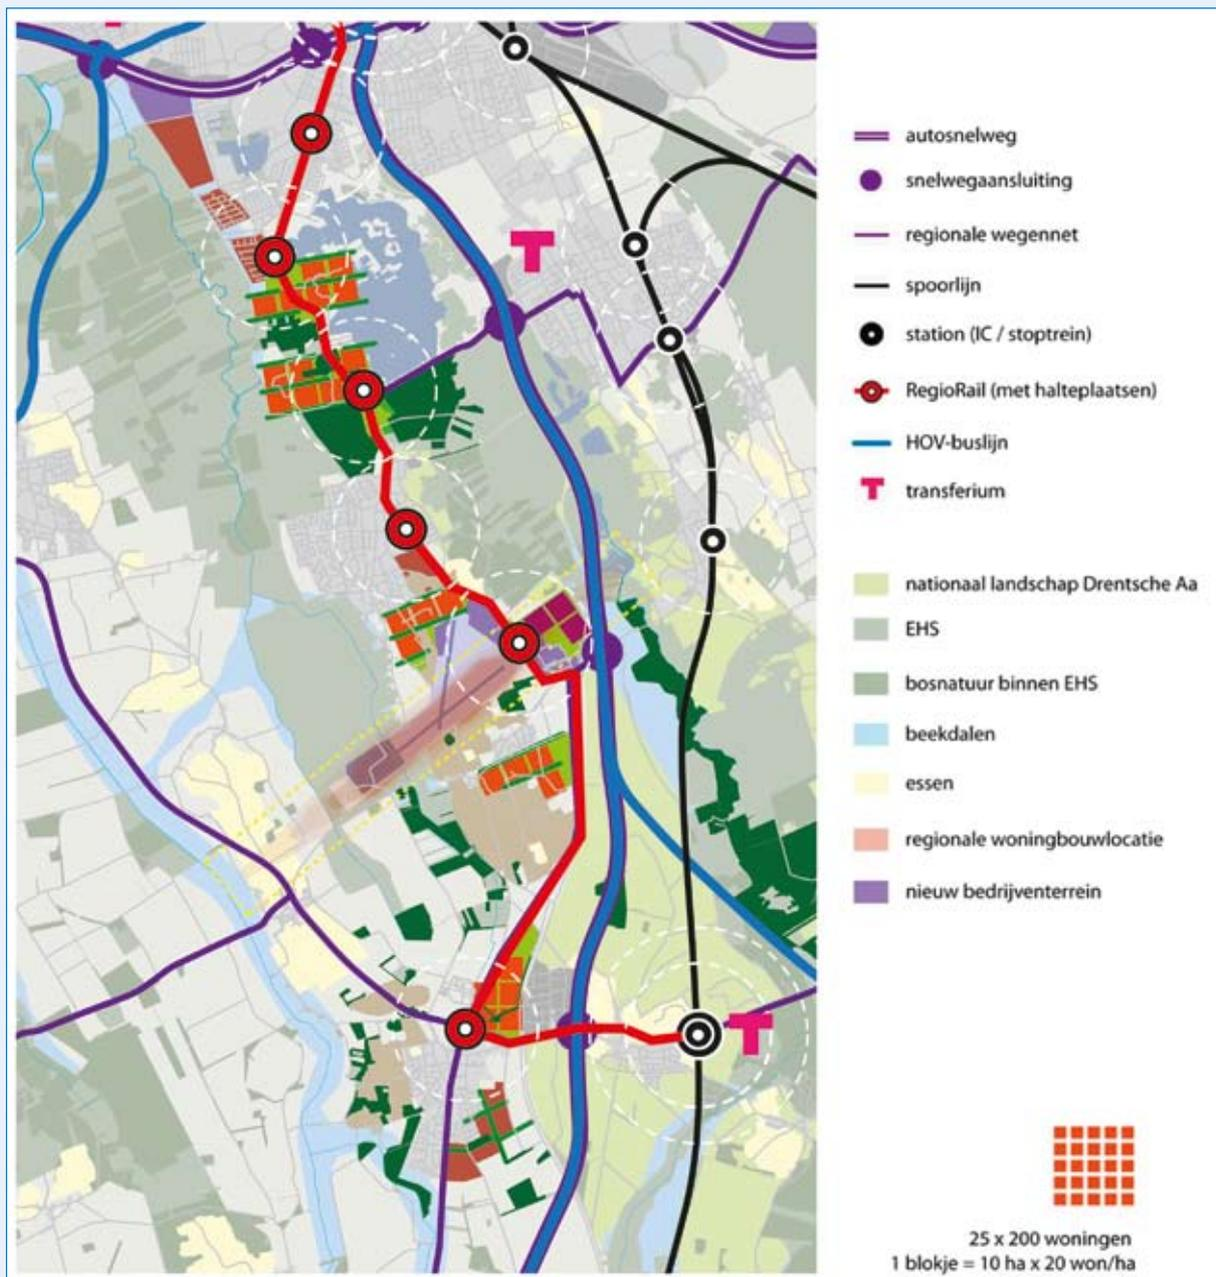 autosnelweg
snelwegaansluiting
regionale wegennet
spoorlijn
station (IC / stoptrein)
RegioRail (met halteplaatsen)
HOV-buslijn
T transferium
T
T
nationaal landschap Drentsche Aa
EHS
bosnatuur binnen EHS
beekdalen
essen
regionale woningbouwlocatie
nieuw bedrijventerrein
25 x 200 woningen
1 blokje = 10 ha x 20 won/ha